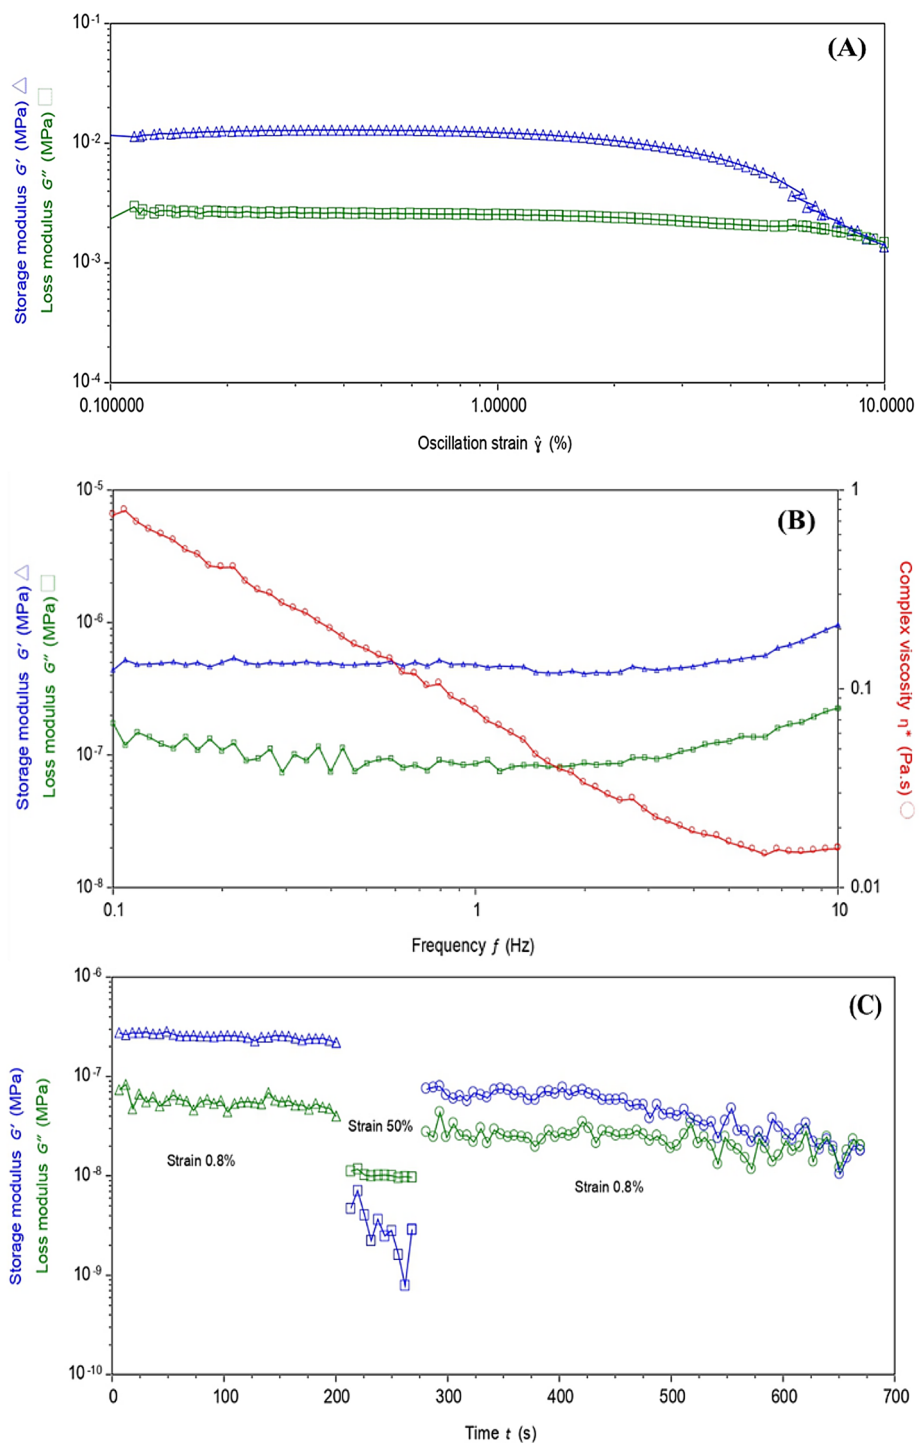 (A)
Storage modulus G′ (MPa) △
Loss modulus G″ (MPa) □
10⁻¹
10⁻²
10⁻³
10⁻⁴
0.100000 1.00000 10.0000
Oscillation strain γ̂ (%)
(B)
Storage modulus G′ (MPa) △
Loss modulus G″ (MPa) □
10⁻⁵
10⁻⁶
10⁻⁷
10⁻⁸
1
0.1
0.01
Complex viscosity η* (Pa.s) ○
0.1 1 10
Frequency f (Hz)
(C)
Storage modulus G′ (MPa)
Loss modulus G″ (MPa)
10⁻⁶
10⁻⁷
10⁻⁸
10⁻⁹
10⁻¹⁰
Strain 50%
Strain 0.8%
Strain 0.8%
0 100 200 300 400 500 600 700
Time t (s)